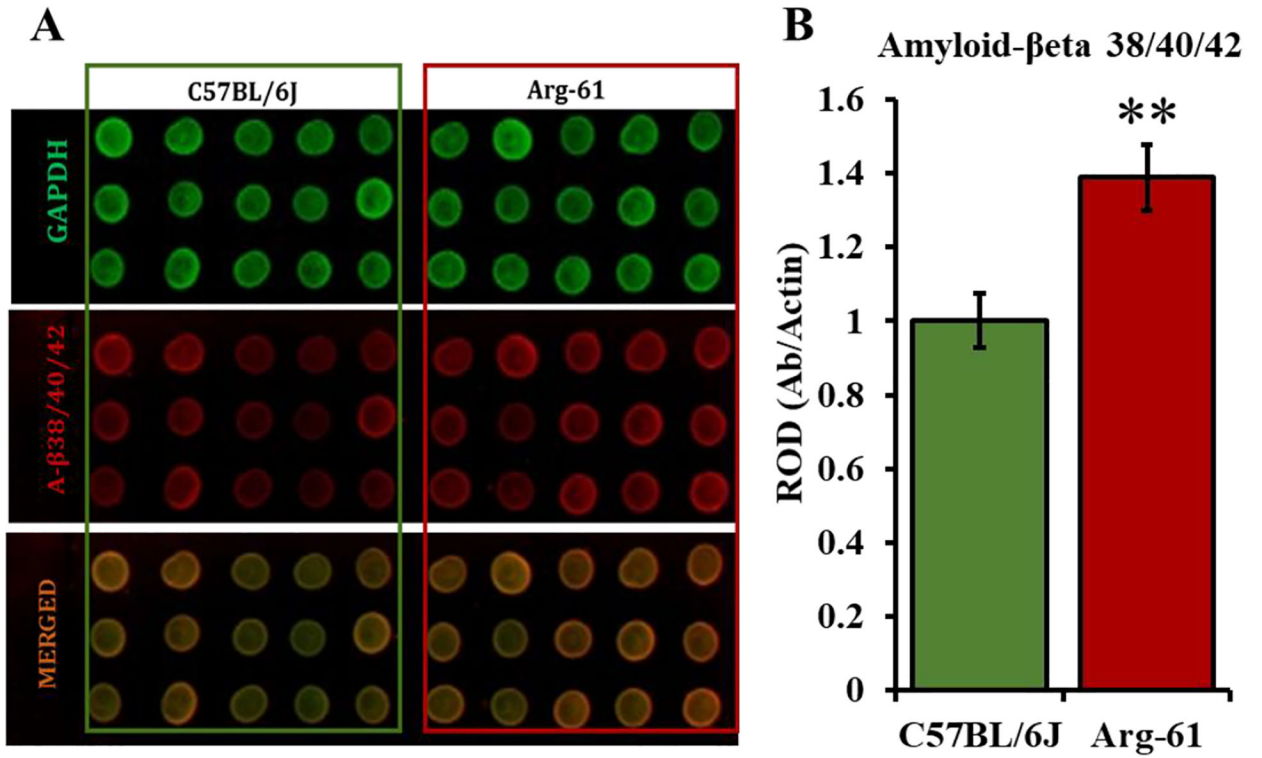 A
C57BL/6J
Arg-61
GAPDH
A-β38/40/42
MERGED
B
Amyloid-βeta 38/40/42
ROD (Ab/Actin)
1.6
1.4
1.2
1
0.8
0.6
0.4
0.2
0
**
C57BL/6J
Arg-61